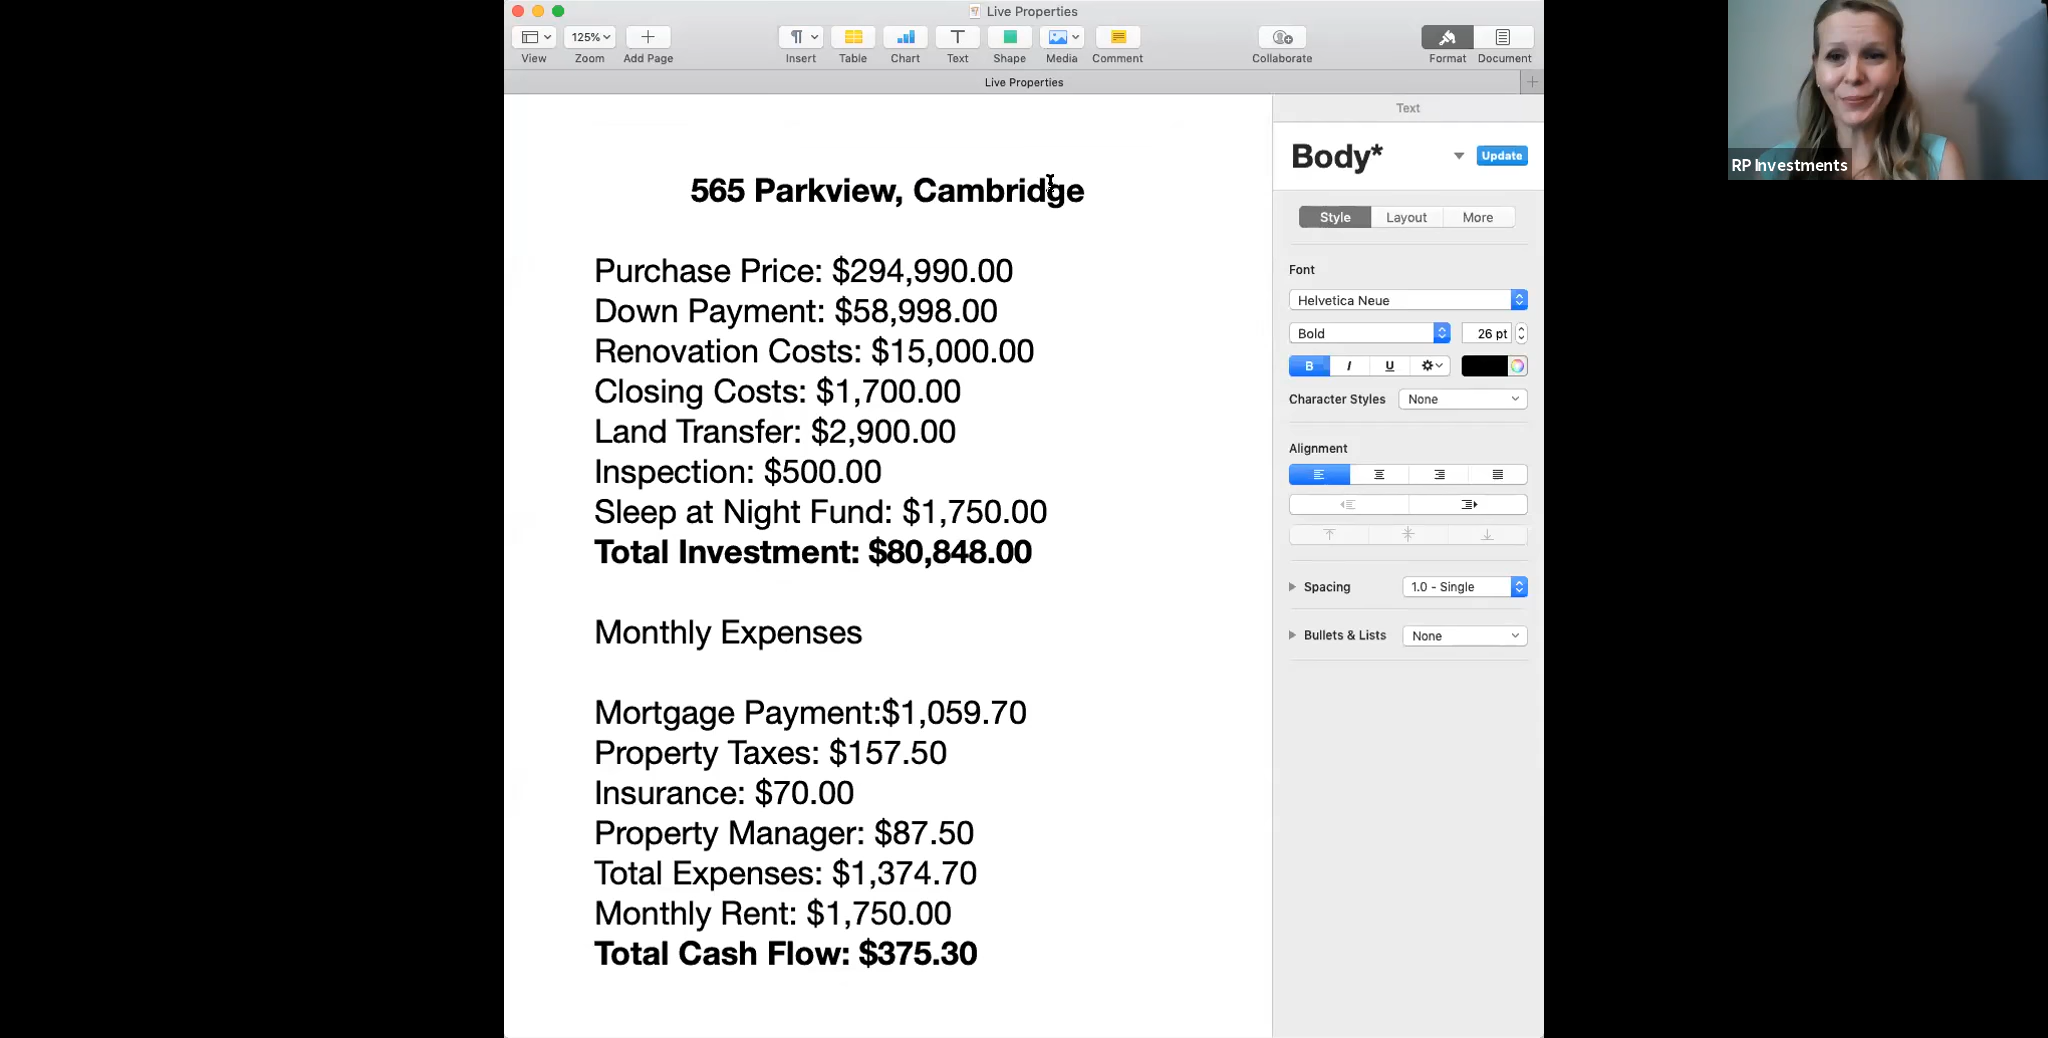 Live Properties
125%
View
Zoom
Add Page
Insert
Table
Chart
Text
Shape
Media
Comment
Collaborate
Format
Document
Live Properties
Text
Body*
Update
Style
Layout
More
Font
Helvetica Neue
Bold
26 pt
B
I
U
Character Styles
None
Alignment
Spacing
1.0 - Single
Bullets & Lists
None
565 Parkview, Cambridge
Purchase Price: $294,990.00
Down Payment: $58,998.00
Renovation Costs: $15,000.00
Closing Costs: $1,700.00
Land Transfer: $2,900.00
Inspection: $500.00
Sleep at Night Fund: $1,750.00
Total Investment: $80,848.00
Monthly Expenses
Mortgage Payment:$1,059.70
Property Taxes: $157.50
Insurance: $70.00
Property Manager: $87.50
Total Expenses: $1,374.70
Monthly Rent: $1,750.00
Total Cash Flow: $375.30
RP Investments